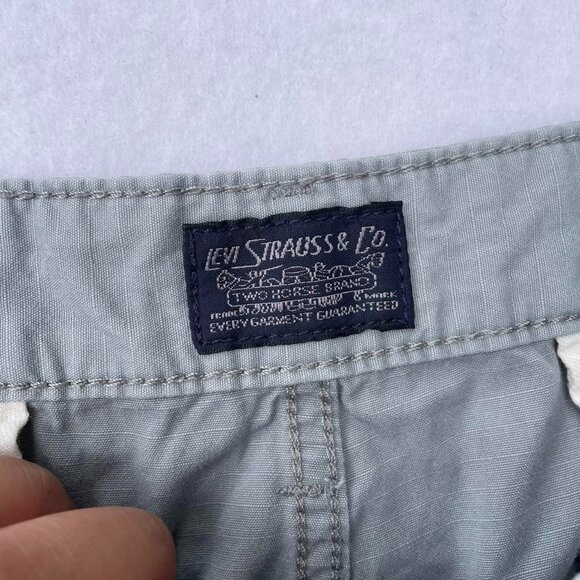 LEVI STRAUSS & CO.
TWO HORSE BRAND
TRADE & MARK
EVERY GARMENT GUARANTEED